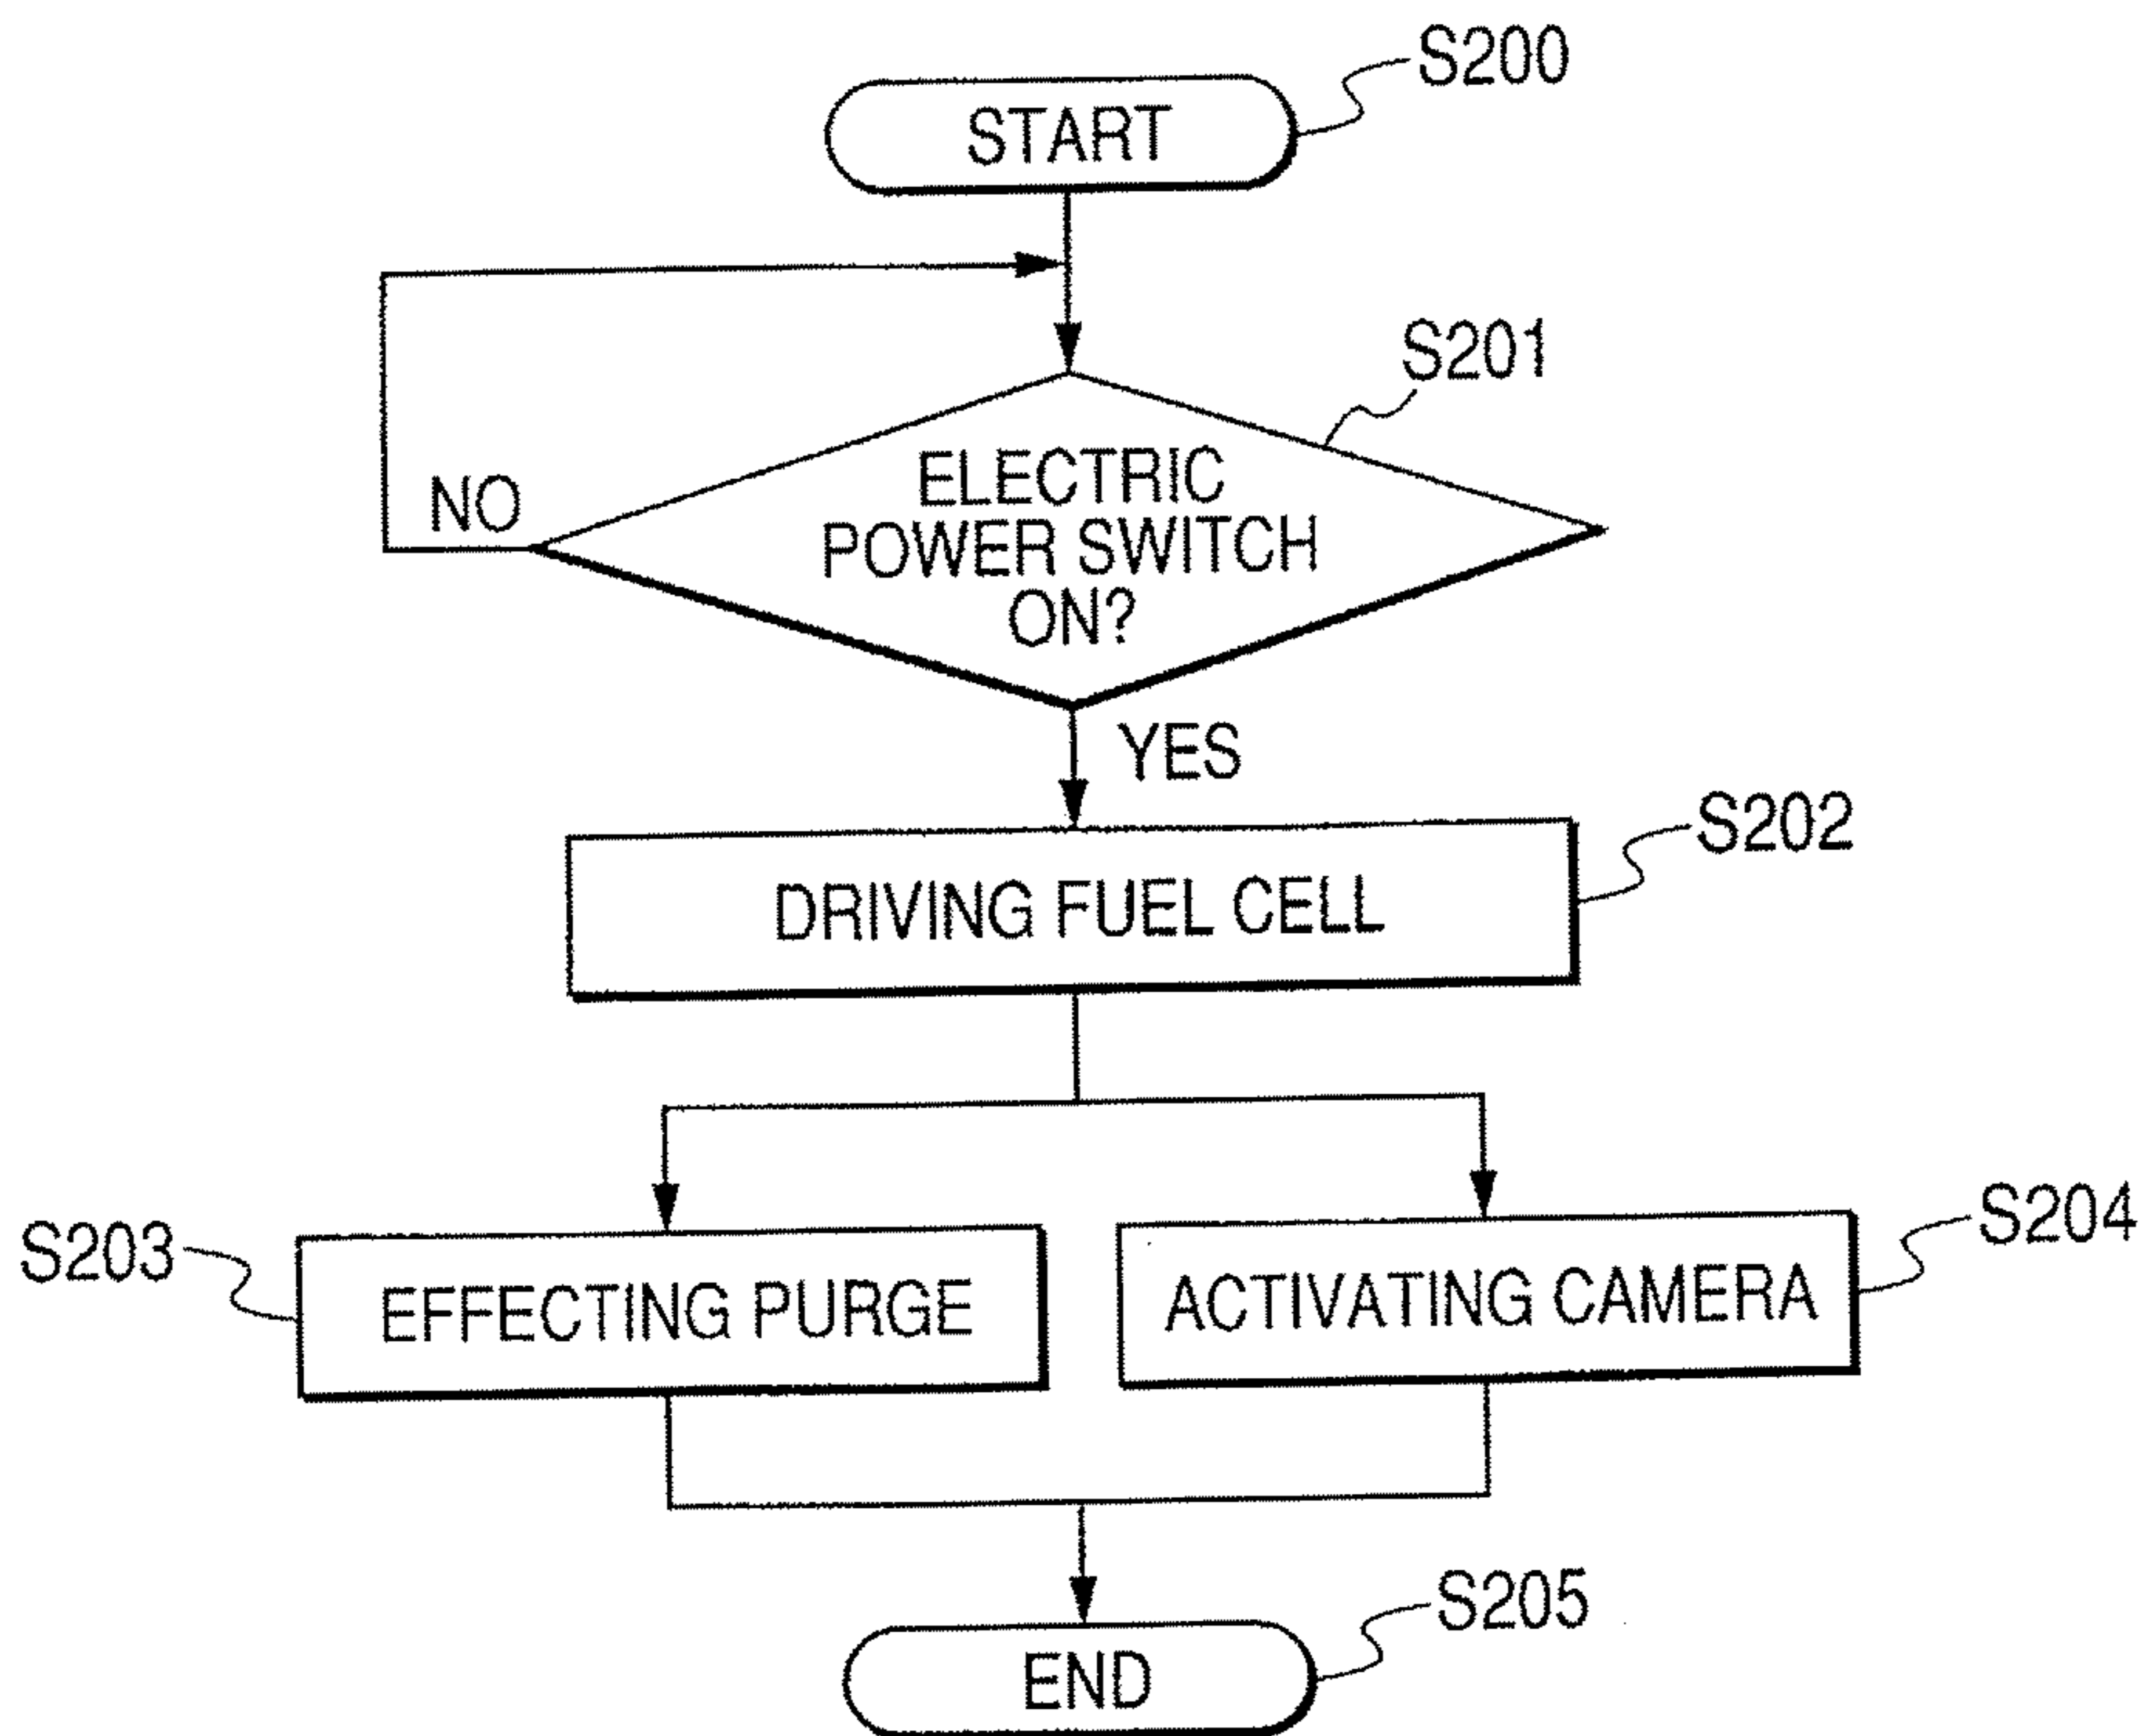 S200
START
S201
ELECTRIC
POWER SWITCH
ON?
NO
YES
S202
DRIVING FUEL CELL
S203
EFFECTING PURGE
S204
ACTIVATING CAMERA
S205
END